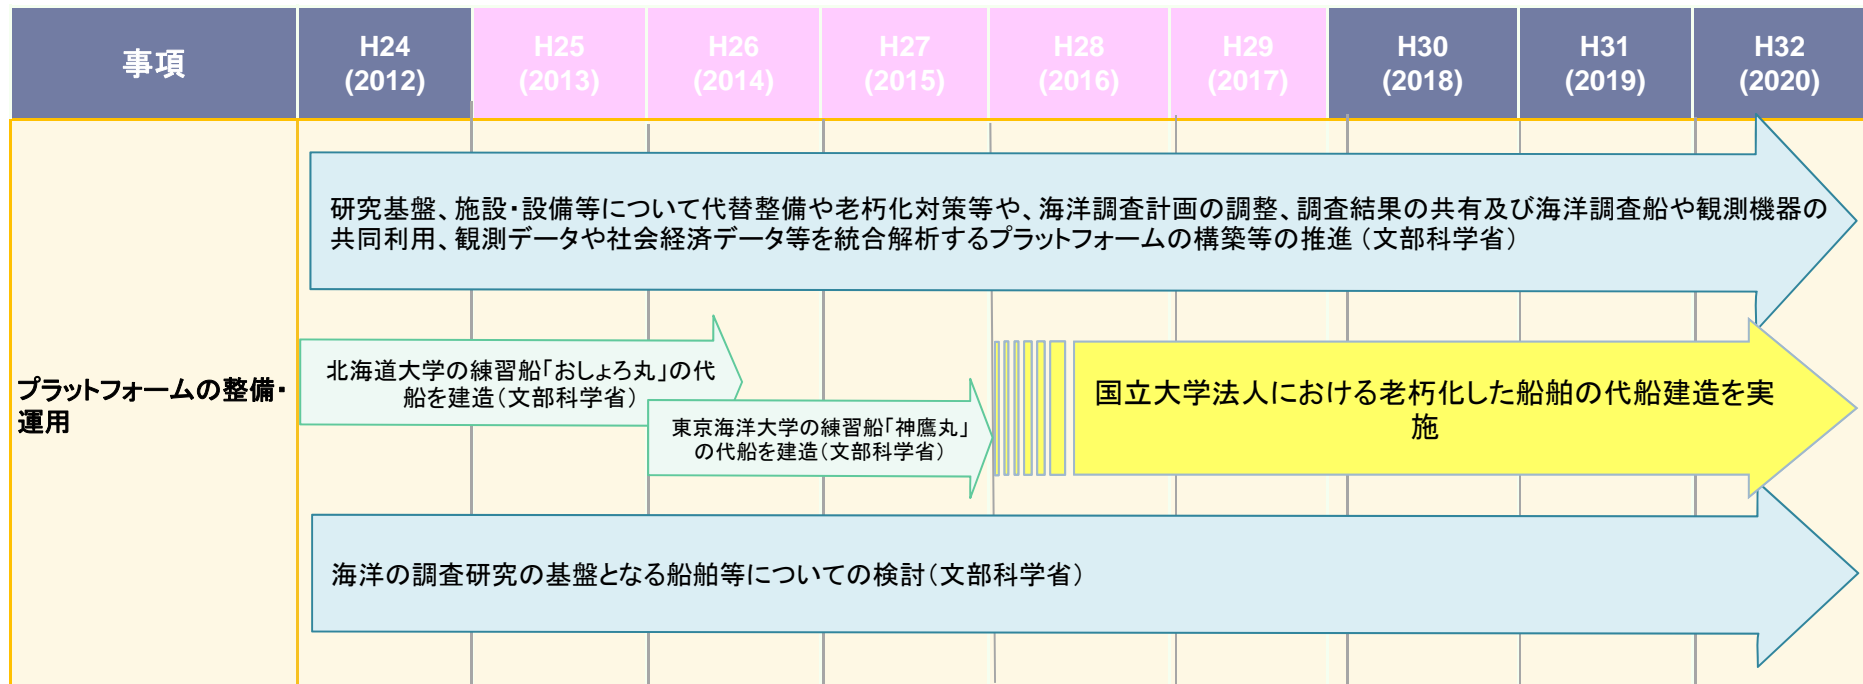 事項
H24
(2012)
H25
(2013)
H26
(2014)
H27
(2015)
H28
(2016)
H29
(2017)
H30
(2018)
H31
(2019)
H32
(2020)
プラットフォームの整備・
運用
研究基盤、施設・設備等について代替整備や老朽化対策等や、海洋調査計画の調整、調査結果の共有及び海洋調査船や観測機器の
共同利用、観測データや社会経済データ等を統合解析するプラットフォームの構築等の推進（文部科学省）
北海道大学の練習船「おしょろ丸」の代
船を建造（文部科学省）
東京海洋大学の練習船「神鷹丸」
の代船を建造（文部科学省）
国立大学法人における老朽化した船舶の代船建造を実
施
海洋の調査研究の基盤となる船舶等についての検討（文部科学省）